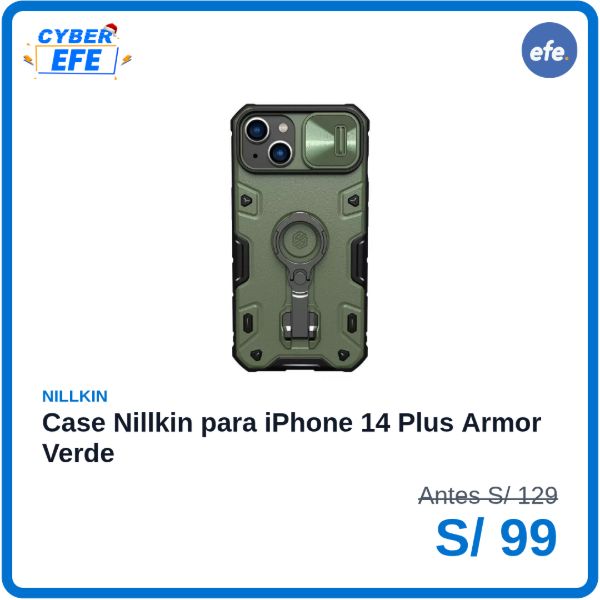 CYBER
EFE
efe.
NILLKIN
Case Nillkin para iPhone 14 Plus Armor
Verde
Antes S/ 129
S/ 99